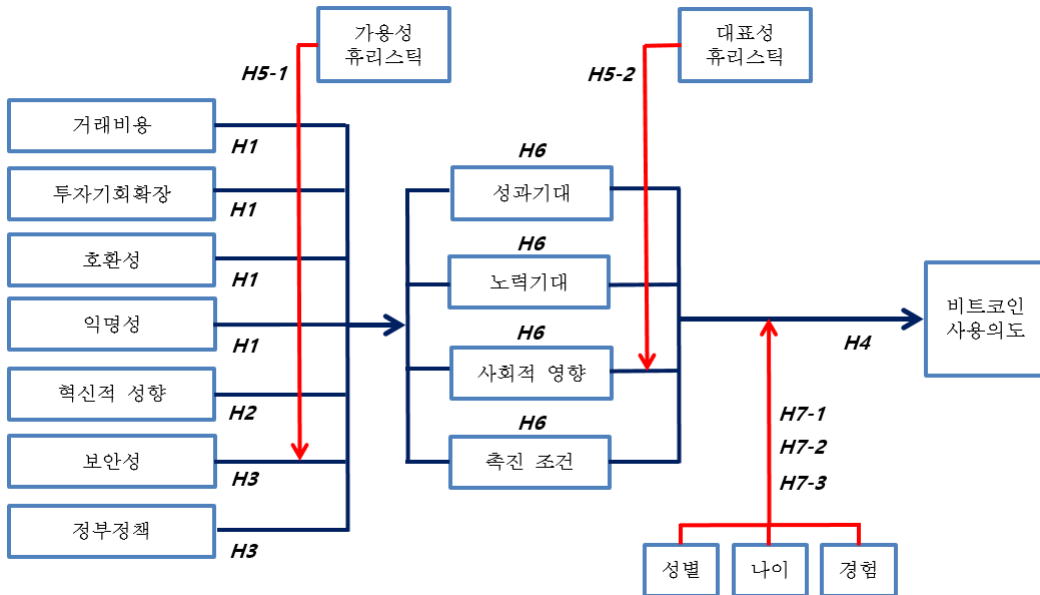 가용성
휴리스틱
대표성
휴리스틱
H5-1
H5-2
거래비용
H1
H6
투자기회확장
성과기대
H1
H6
호환성
노력기대
H1
비트코인
사용의도
익명성
H1
H6
H4
혁신적 성향
사회적 영향
H2
H7-1
H6
H7-2
보안성
촉진 조건
H3
H7-3
정부정책
H3
성별
나이
경험